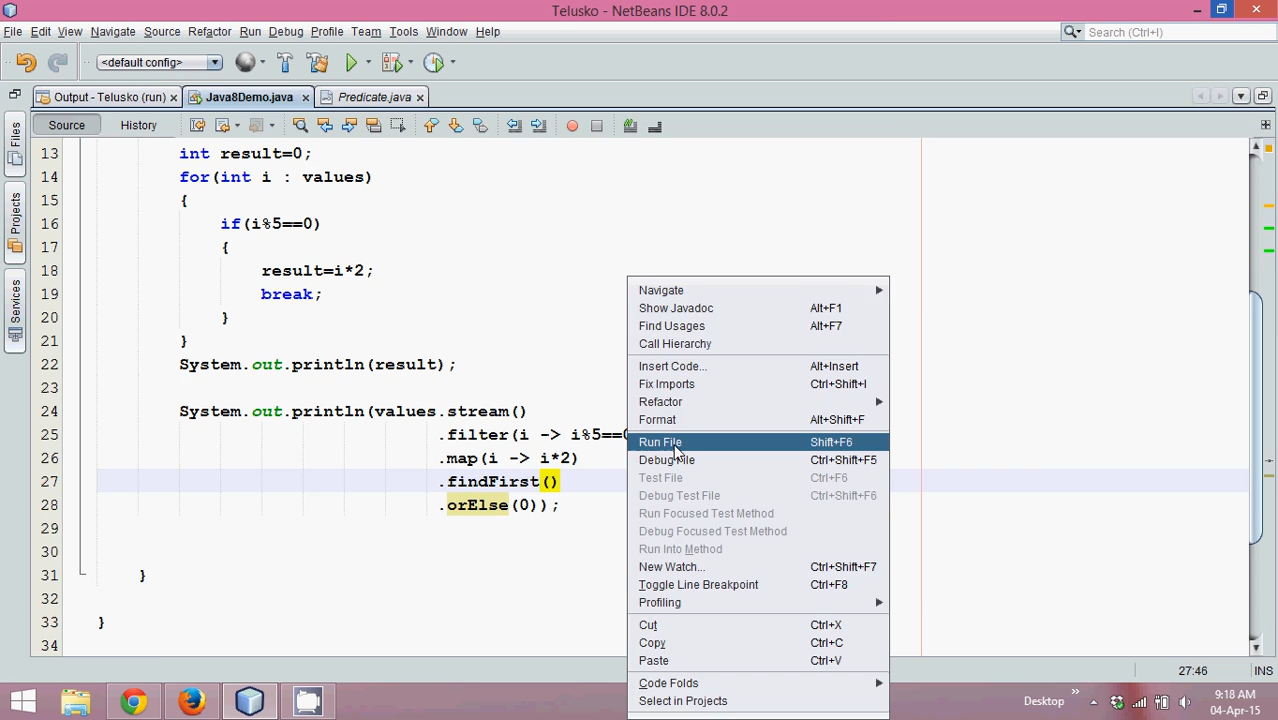 Telusko - NetBeans IDE 8.0.2
File Edit View Navigate Source Refactor Run Debug Profile Team Tools Window Help
Search (Ctrl+I)
<default config>
Output - Telusko (run) Java8Demo.java Predicate.java
Source History
Files
Projects
Services
13 int result=0;
14 for(int i : values)
15 {
16 if(i%5==0)
17 {
18 result=i*2;
19 break;
20 }
21 }
22 System.out.println(result);
23
24 System.out.println(values.stream()
25 .filter(i -> i%5==0
26 .map(i -> i*2)
27 .findFirst()
28 .orElse(0));
29
30
31 }
32
33 }
34
Navigate
Show Javadoc Alt+F1
Find Usages Alt+F7
Call Hierarchy
Insert Code... Alt+Insert
Fix Imports Ctrl+Shift+I
Refactor
Format Alt+Shift+F
Run File Shift+F6
Debug File Ctrl+Shift+F5
Test File Ctrl+F6
Debug Test File Ctrl+Shift+F6
Run Focused Test Method
Debug Focused Test Method
Run Into Method
New Watch... Ctrl+Shift+F7
Toggle Line Breakpoint Ctrl+F8
Profiling
Cut Ctrl+X
Copy Ctrl+C
Paste Ctrl+V
Code Folds
Select in Projects
27:46 INS
Desktop
9:18 AM
04-Apr-15